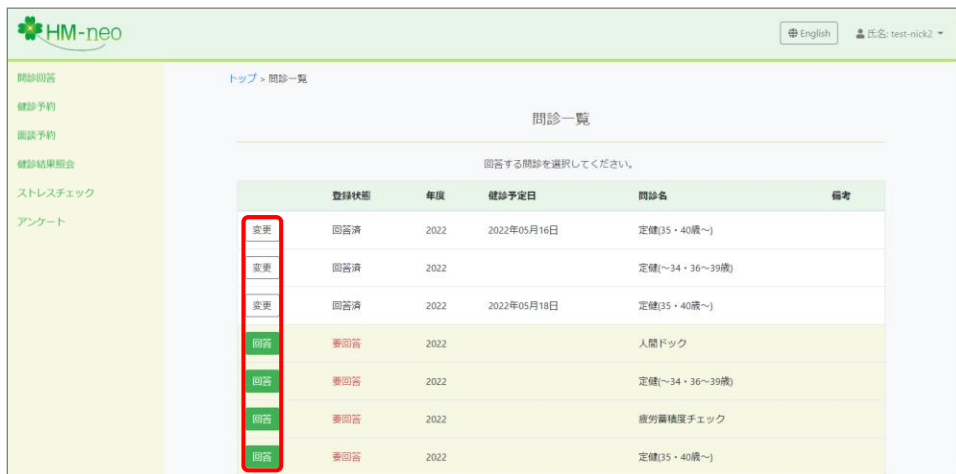 HM-neo
English
氏名: test-nick2
問診回答
健診予約
面談予約
健診結果照会
ストレスチェック
アンケート
トップ > 問診一覧
問診一覧
回答する問診を選択してください。
登録状態 年度 健診予定日 問診名 備考
変更 回答済 2022 2022年05月16日 定健(35・40歳～)
変更 回答済 2022 定健(～34・36～39歳)
変更 回答済 2022 2022年05月18日 定健(35・40歳～)
回答 要回答 2022 人間ドック
回答 要回答 2022 定健(～34・36～39歳)
回答 要回答 2022 疲労蓄積度チェック
回答 要回答 2022 定健(35・40歳～)